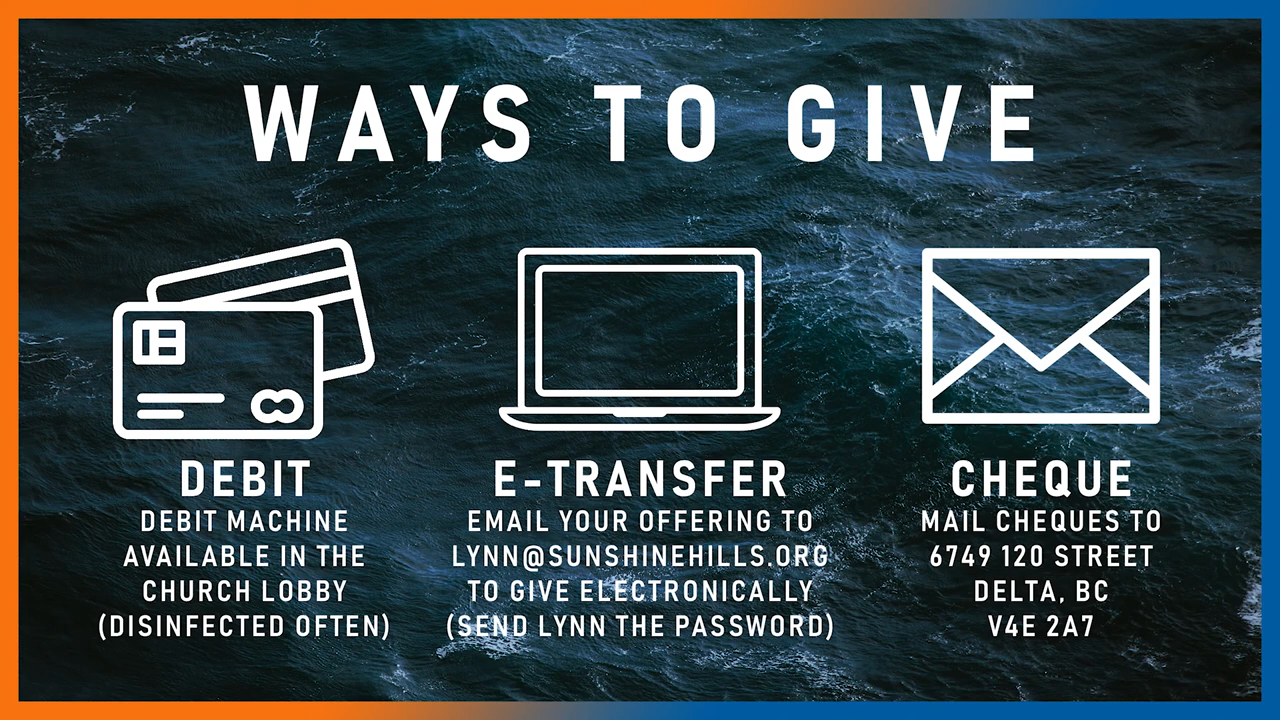 WAYS TO GIVE
DEBIT
DEBIT MACHINE
AVAILABLE IN THE
CHURCH LOBBY
(DISINFECTED OFTEN)
E-TRANSFER
EMAIL YOUR OFFERING TO
LYNN@SUNSHINEHILLS.ORG
TO GIVE ELECTRONICALLY
(SEND LYNN THE PASSWORD)
CHEQUE
MAIL CHEQUES TO
6749 120 STREET
DELTA, BC
V4E 2A7